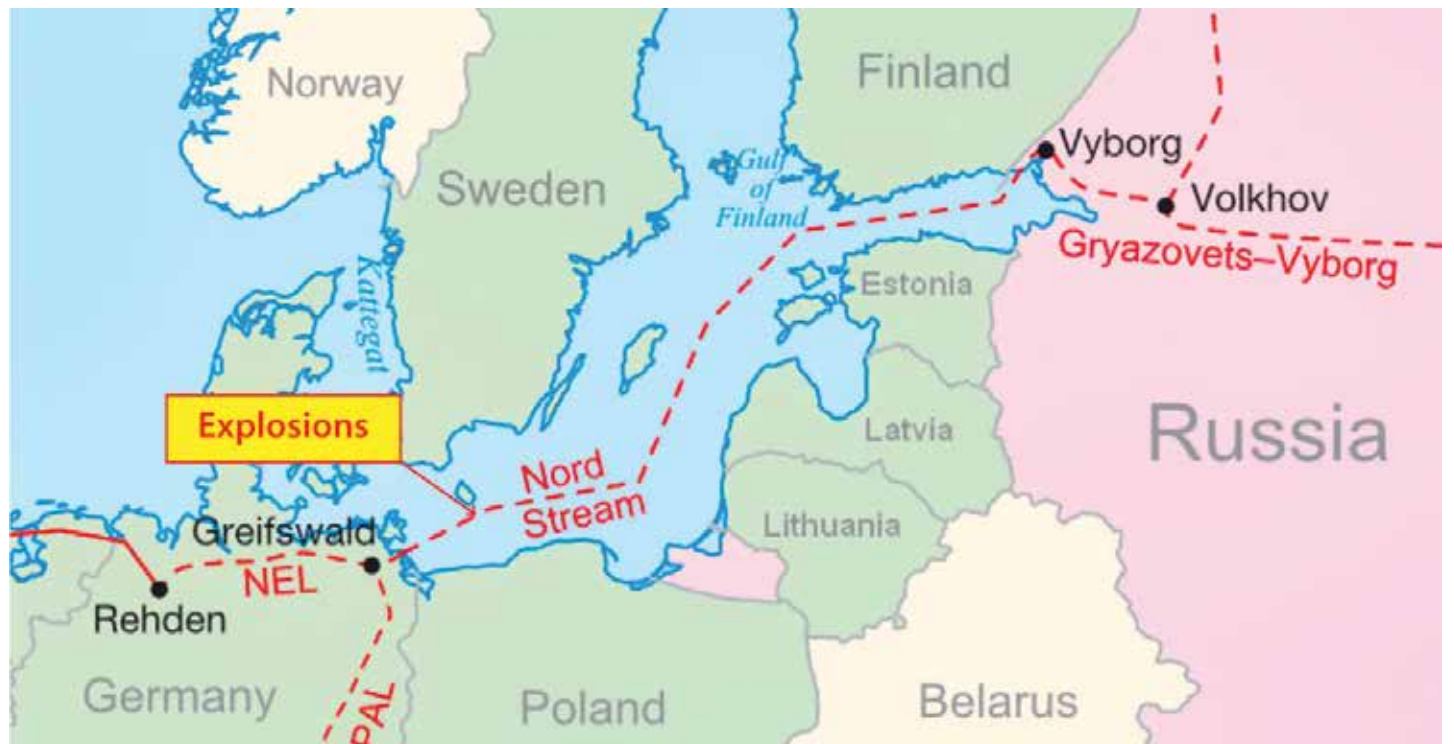 Norway
Finland
Sweden
Gulf
of
Finland
Vyborg
Volkhov
Gryazovets–Vyborg
Kattegat
Estonia
Explosions
Latvia
Russia
Nord
Stream
Lithuania
Greifswald
NEL
Rehden
Germany
PAL
Poland
Belarus